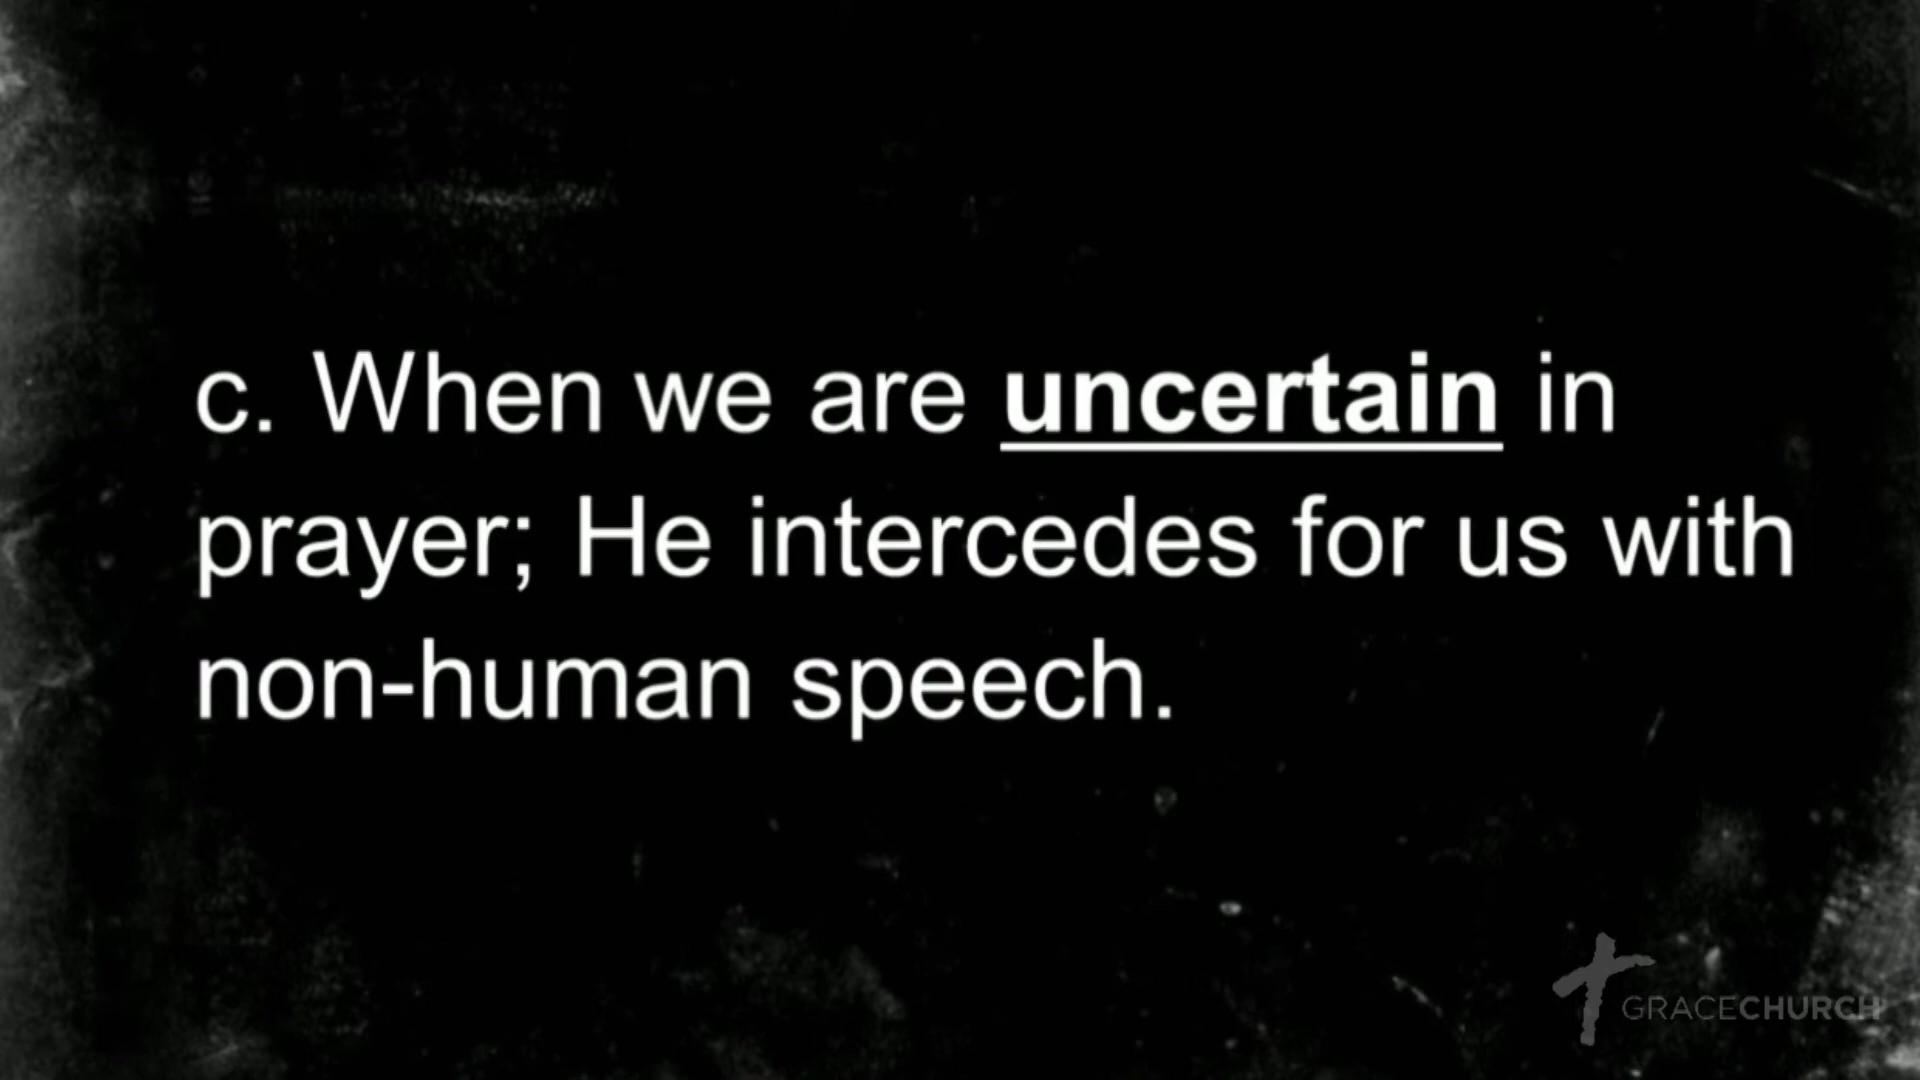 c. When we are uncertain in
prayer; He intercedes for us with
non-human speech.
GRACECHURCH